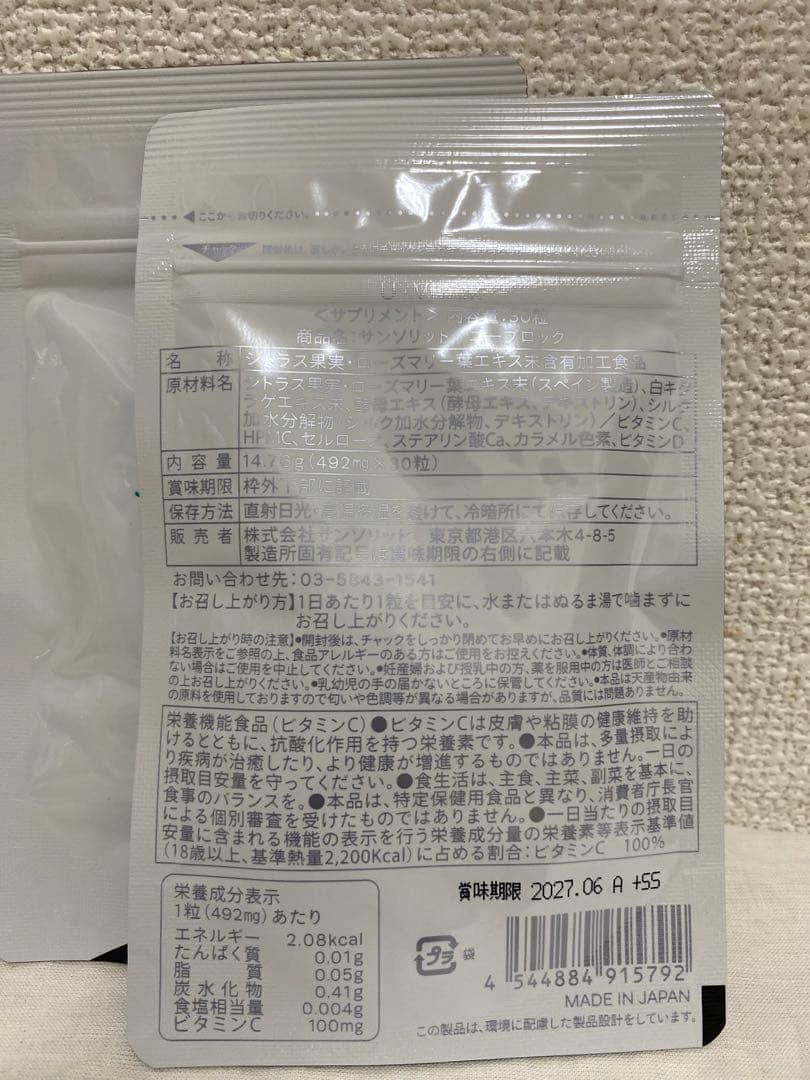 ◀ここから お切りください。
チャック
<サプリメント> 内容量:30粒
商品名:サンソリット ユーブロック
名 称 シトラス果実・ローズマリー葉エキス末含有加工食品
原材料名 シトラス果実・ローズマリー葉エキス末(スペイン製造)、白キク
ラゲエキス末、酵母エキス(酵母エキス、デキストリン)、シルク
加水分解物(シルク加水分解物、デキストリン)/ビタミンC、
HPMC、セルロース、ステアリン酸Ca、カラメル色素、ビタミンD
内 容 量 14.76g(492mg×30粒)
賞味期限 枠外下部に記載
保存方法 直射日光・高温多湿を避けて、冷暗所にて保存してください。
販 売 者 株式会社サンソリット 東京都港区六本木4-8-5
製造所固有記号は賞味期限の右側に記載
お問い合わせ先:03-5843-1541
【お召し上がり方】1日あたり1粒を目安に、水またはぬるま湯で噛まずに
お召し上がりください。
【お召し上がり時の注意】●開封後は、チャックをしっかり閉めてお早めにお召し上がりください。●原材
料名表示をご参照の上、食品アレルギーのある方はご使用をお控えください。●体質、体調により合わ
ない場合はご使用を中止してください。●妊産婦および授乳中の方、薬を服用中の方は医師とご相談
の上お召し上がりください。●乳幼児の手の届かないところに保管してください。●本品は天産物由来
の原料を使用しておりますので匂いや色調等が異なる場合がありますが、品質には問題ありません。
栄養機能食品(ビタミンC)●ビタミンCは皮膚や粘膜の健康維持を助
けるとともに、抗酸化作用を持つ栄養素です。●本品は、多量摂取によ
り疾病が治癒したり、より健康が増進するものではありません。一日の
摂取目安量を守ってください。●食生活は、主食、主菜、副菜を基本に、
食事のバランスを。●本品は、特定保健用食品と異なり、消費者庁長官
による個別審査を受けたものではありません。●一日当たりの摂取目
安量に含まれる機能の表示を行う栄養成分量の栄養素等表示基準値
(18歳以上、基準熱量2,200Kcal)に占める割合:ビタミンC 100%
栄養成分表示
1粒(492mg)あたり
エネルギー 2.08kcal
たんぱく質 0.01g
脂 質 0.05g
炭水化物 0.41g
食塩相当量 0.004g
ビタミンC 100mg
賞味期限 2027.06 A +SS
プラ 袋
4 544884 915792
MADE IN JAPAN
この製品は、環境に配慮した製品設計をしています。